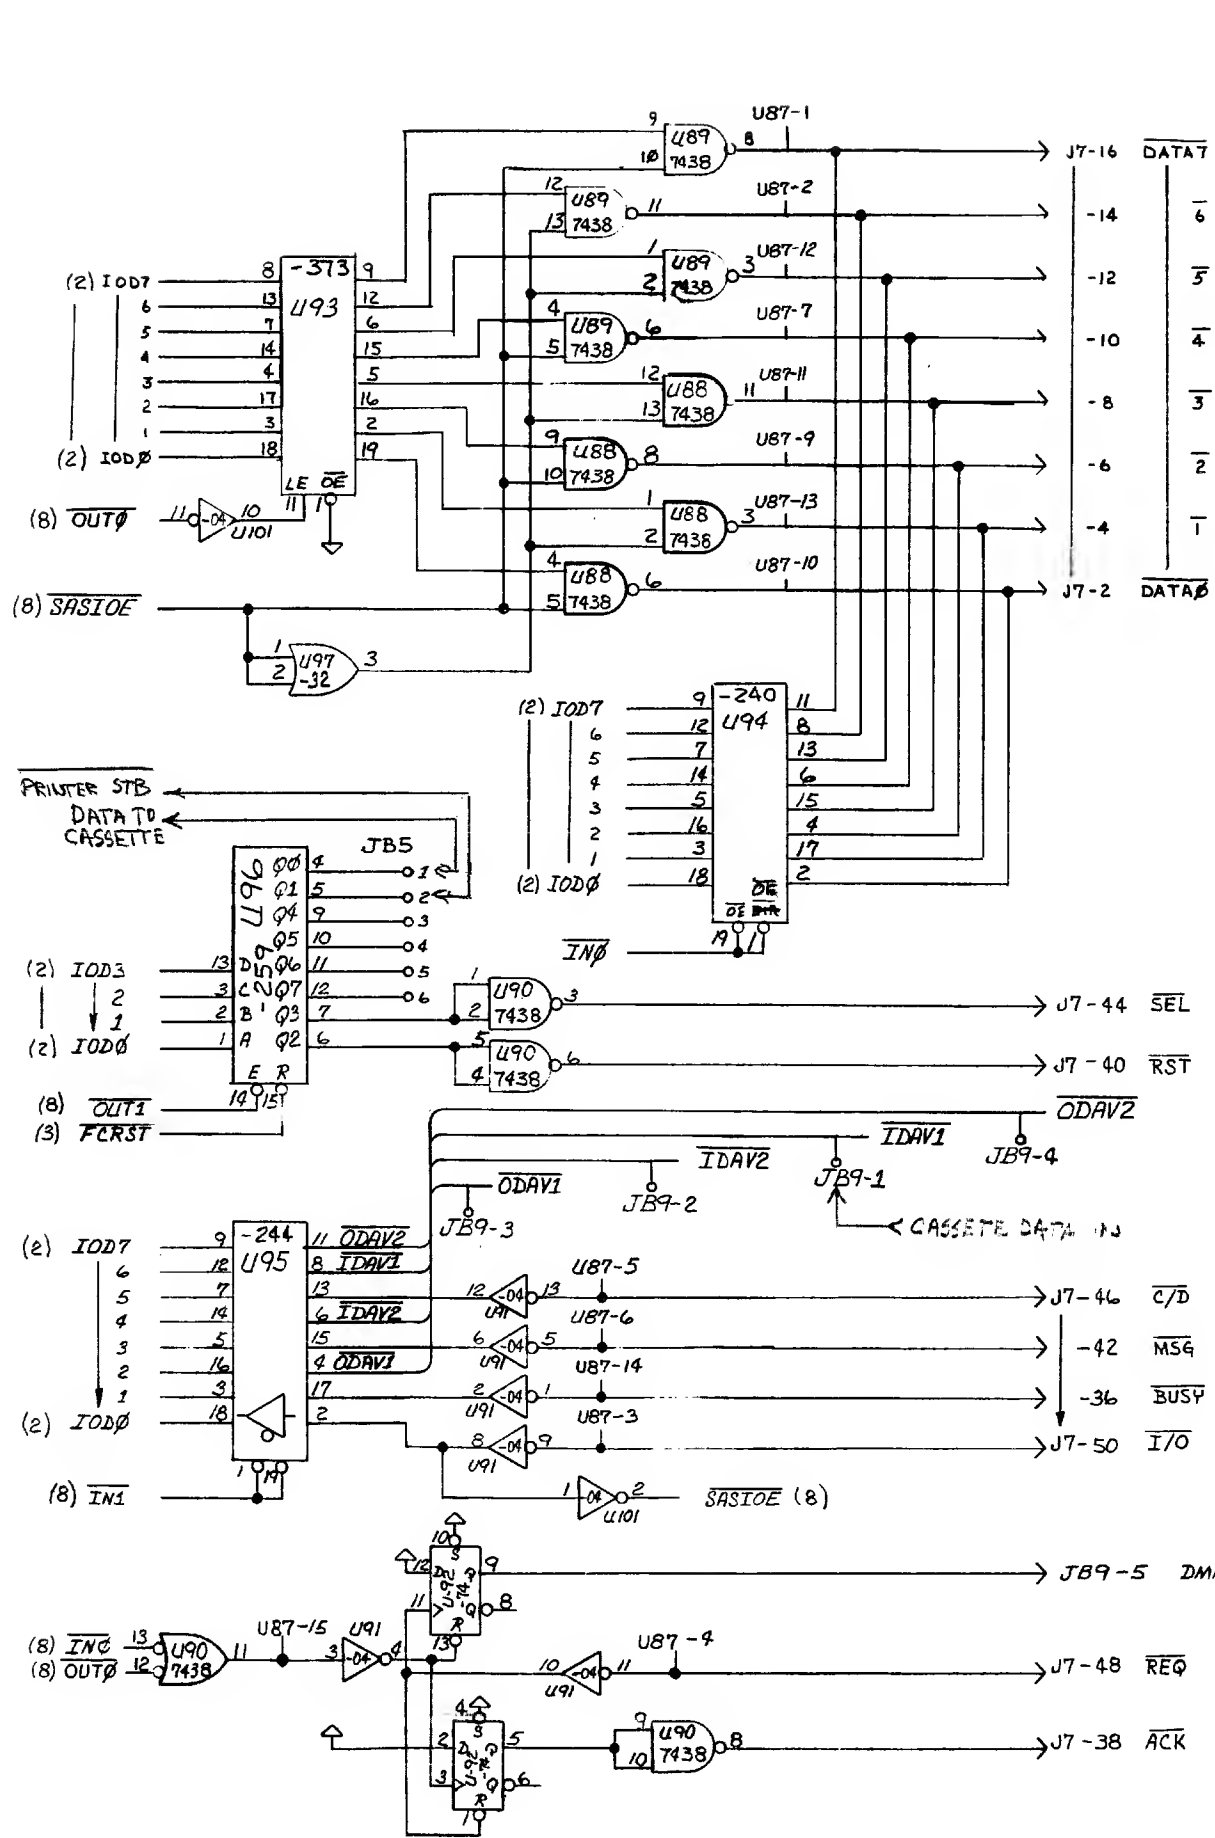 9 U89 7438 10 8 U87-1 J7-16 DATA7
12 U89 7438 13 11 U87-2 -14 6
1 U89 7438 2 3 U87-12 -12 5
4 U89 7438 5 6 U87-7 -10 4
12 U88 7438 13 11 U87-11 -8 3
9 U88 7438 10 8 U87-9 -6 2
1 U88 7438 2 3 U87-13 -4 1
4 U88 7438 5 6 U87-10 J7-2 DATA0
-373
U93
(2) IOD7 8 9
6 13 12
5 7 6
4 14 15
3 4 5
2 17 16
1 3 2
(2) IOD0 18 19
LE OE
11 1
(8) OUT0 11 -04 10
U101
(8) SASIOE
1 2 U97 -32 3
-240
U94
(2) IOD7 9 11
6 12 8
5 7 13
4 14 6
3 5 15
2 16 4
1 3 17
(2) IOD0 18 2
OE
OE
19 1
IN0
PRINTER STB
DATA TO
CASSETTE
JB5
U96
-259
Q0 4 1
Q1 5 2
Q4 9 3
Q5 10 4
(2) IOD3 13 D Q6 11 5
2 3 C Q7 12 6
1 2 B Q3 7
(2) IOD0 1 A Q2 6
E R
14 15
(8) OUT1
(3) FCRST
1 2 U90 7438 3 J7-44 SEL
5 4 U90 7438 6 J7-40 RST
ODAV2
JB9-4
IDAV1
JB9-1
IDAV2
JB9-2
ODAV1
JB9-3
CASSETE DATA IN
-244
U95
(2) IOD7 9 11 ODAV2
6 12 8 IDAV1
5 7 13 12 -04 13 U91 U87-5 J7-46 C/D
4 14 6 IDAV2
3 5 15 6 -04 5 U91 U87-6 -42 MSG
2 16 4 ODAV1
1 3 17 2 -04 1 U91 U87-14 -36 BUSY
(2) IOD0 18 2 8 -04 9 U91 U87-3 J7-50 I/O
1 19
(8) IN1
1 -04 2 U101 SASIOE (8)
10 S
12 D Q 9 JB9-5
U-92
-74
11 Q 8
R
13
(8) IN0 13
(8) OUT0 12
U90 7438 11 U87-15 3 U91 -04 4
10 -04 11 U91 U87-4 J7-48 REQ
4 S
2 D Q 5
U-92
-74
3 Q 6
R
1
9 10 U90 7438 8 J7-38 ACK